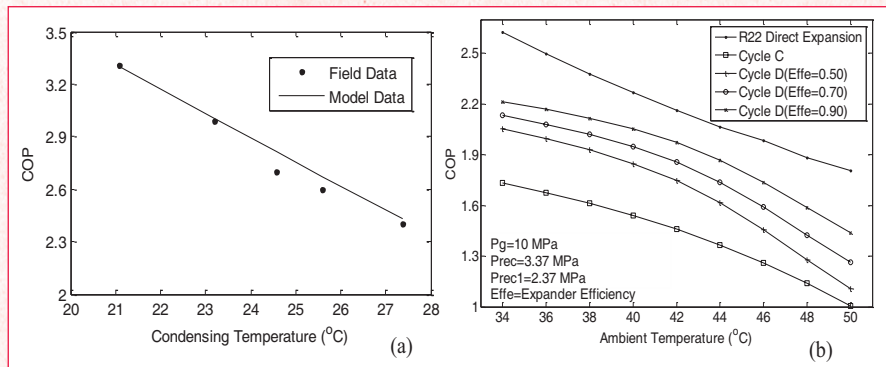 3.5
3.2
2.9
2.6
2.3
2
COP
20 21 22 23 24 25 26 27 28
Condensing Temperature (°C)
Field Data
Model Data
(a)
2.5
2.2
1.9
1.6
1.3
1
COP
R22 Direct Expansion
Cycle C
Cycle D(Effe=0.50)
Cycle D(Effe=0.70)
Cycle D(Effe=0.90)
Pg=10 MPa
Prec=3.37 MPa
Prec1=2.37 MPa
Effe=Expander Efficiency
34 36 38 40 42 44 46 48 50
Ambient Temperature (°C)
(b)